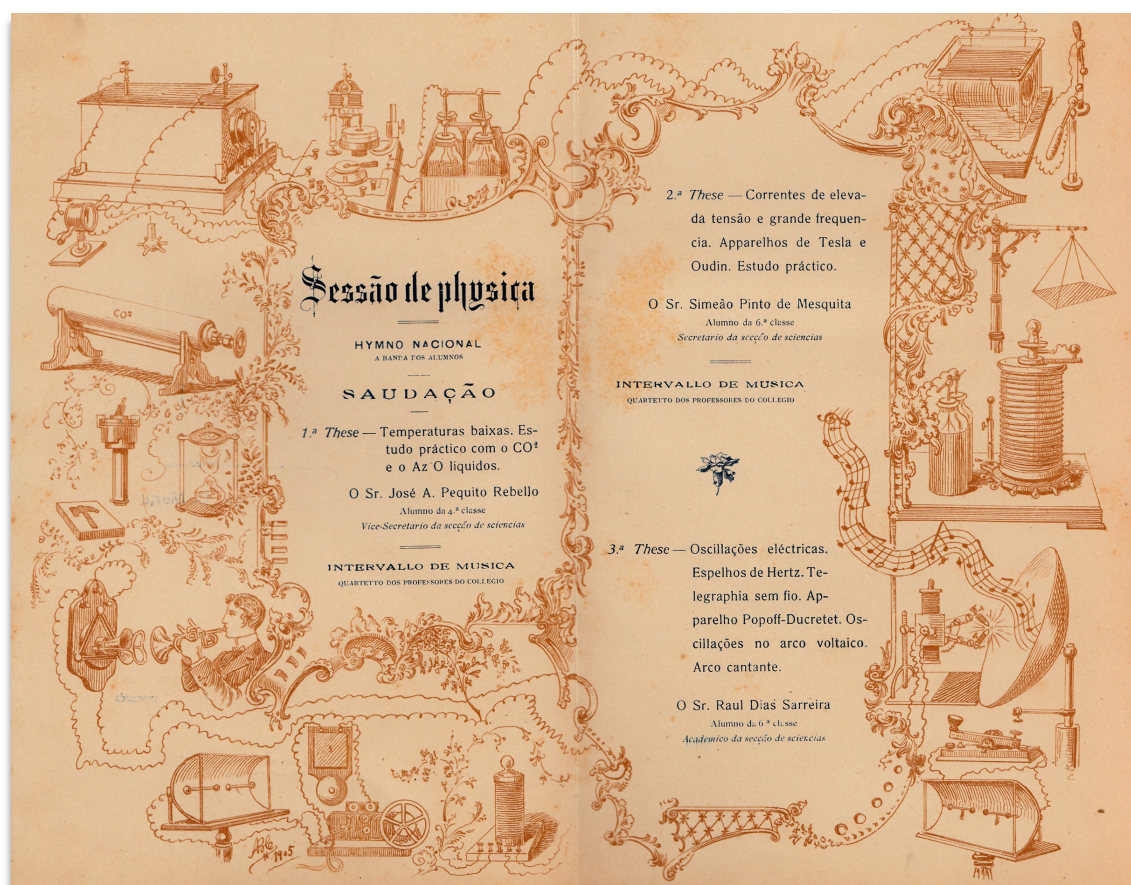 CO²
Sessão de physica
HYMNO NACIONAL
A BANDA DOS ALUMNOS
SAUDAÇÃO
1.ª These — Temperaturas baixas. Es-
tudo práctico com o CO²
e o Az²O liquidos.
O Sr. José A. Pequito Rebello
Alumno da 4.ª classe
Vice-Secretario da secção de sciencias
INTERVALLO DE MUSICA
QUARTETTO DOS PROFESSORES DO COLLEGIO
1905
2.ª These — Correntes de eleva-
da tensão e grande frequen-
cia. Apparelhos de Tesla e
Oudin. Estudo práctico.
O Sr. Simeão Pinto de Mesquita
Alumno da 6.ª classe
Secretario da secção de sciencias
INTERVALLO DE MUSICA
QUARTETTO DOS PROFESSORES DO COLLEGIO
3.ª These — Oscillações eléctricas.
Espelhos de Hertz. Te-
legraphia sem fio. Ap-
parelho Popoff-Ducretet. Os-
cillações no arco voltaico.
Arco cantante.
O Sr. Raul Dias Sarreira
Alumno da 6.ª classe
Academico da secção de sciencias